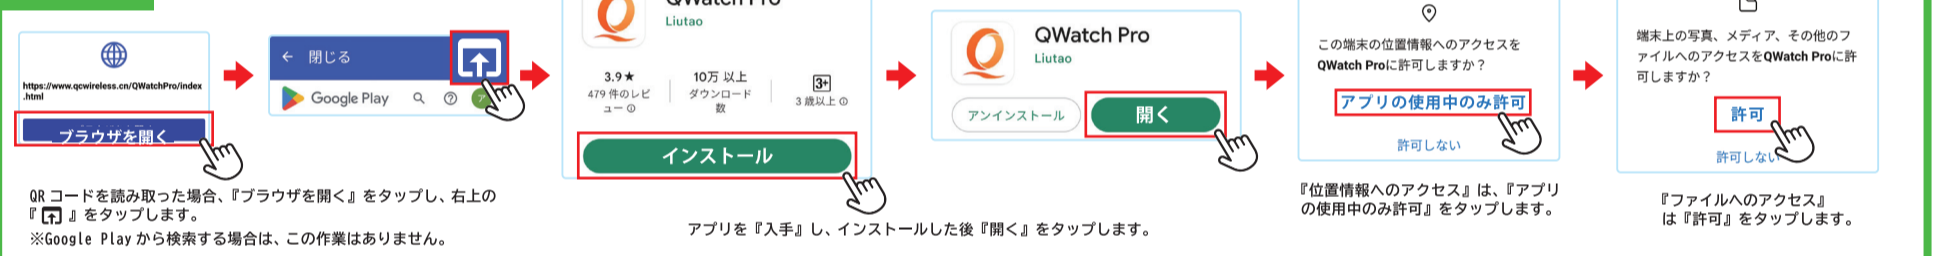 https://www.qcwireless.cn/QWatchPro/index
.html
ブラウザを開く
QRコードを読み取った場合、『ブラウザを開く』をタップし、右上の
『 』をタップします。
※Google Playから検索する場合は、この作業はありません。
← 閉じる
Google Play
ア
QWatch Pro
Liutao
3.9★
479 件のレビ
ュー
10万 以上
ダウンロード
数
3+
3 歳以上
インストール
QWatch Pro
Liutao
アンインストール
開く
アプリを『入手』し、インストールした後『開く』をタップします。
この端末の位置情報へのアクセスを
QWatch Proに許可しますか？
アプリの使用中のみ許可
許可しない
『位置情報へのアクセス』は、『アプリ
の使用中のみ許可』をタップします。
端末上の写真、メディア、その他のフ
ァイルへのアクセスをQWatch Proに許
可しますか？
許可
許可しない
『ファイルへのアクセス』
は『許可』をタップします。